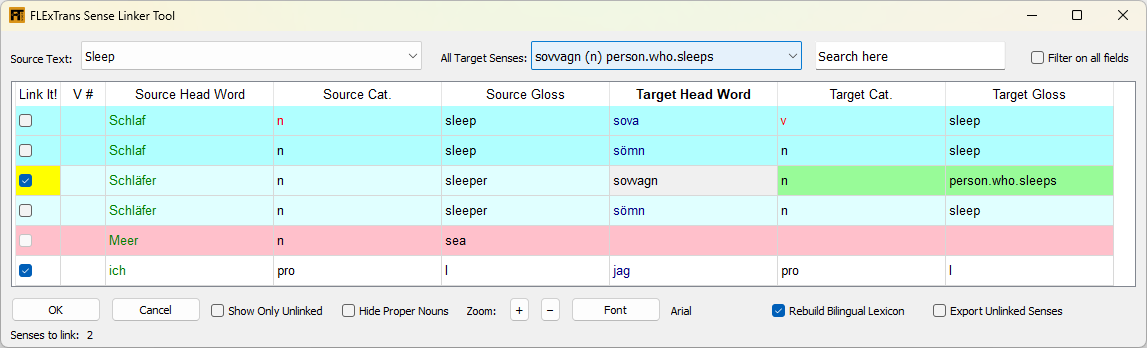 FLExTrans Sense Linker Tool
Source Text: Sleep All Target Senses: sovvagn (n) person.who.sleeps Search here Filter on all fields
Link It! V # Source Head Word Source Cat. Source Gloss Target Head Word Target Cat. Target Gloss
Schlaf n sleep sova v sleep
Schlaf n sleep sömn n sleep
Schläfer n sleeper sovvagn n person.who.sleeps
Schläfer n sleeper sömn n sleep
Meer n sea
ich pro I jag pro I
OK Cancel Show Only Unlinked Hide Proper Nouns Zoom: + - Font Arial Rebuild Bilingual Lexicon Export Unlinked Senses
Senses to link: 2